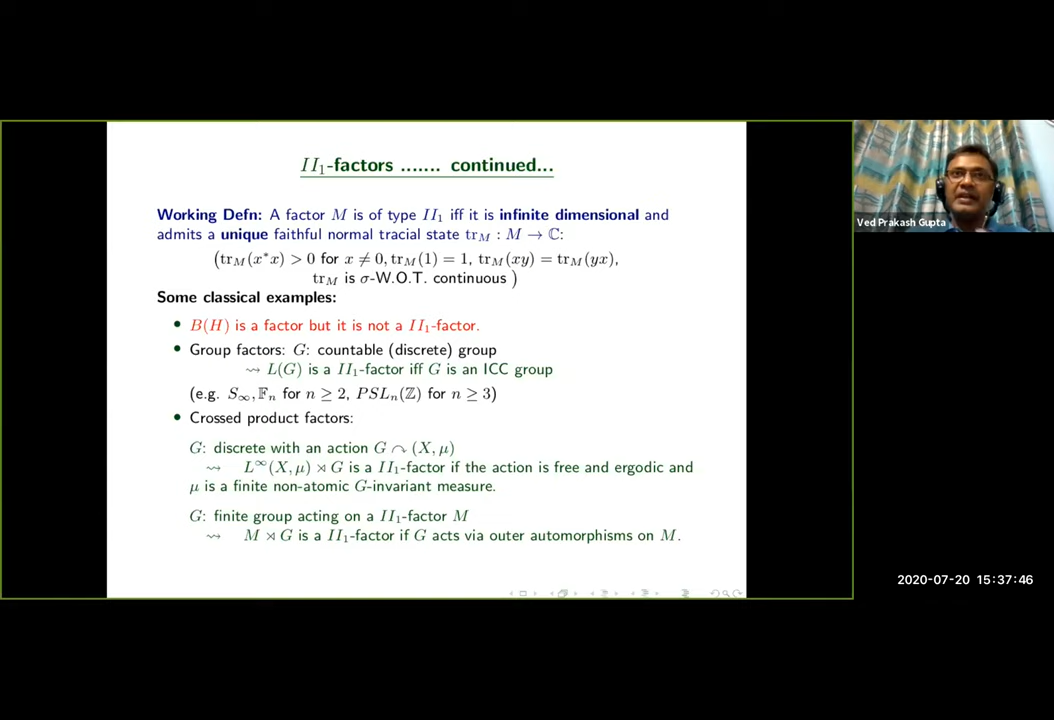 II₁-factors ....... continued...
Working Defn: A factor M is of type II₁ iff it is infinite dimensional and
admits a unique faithful normal tracial state tr_M : M → ℂ:
(tr_M(x*x) > 0 for x ≠ 0, tr_M(1) = 1, tr_M(xy) = tr_M(yx),
tr_M is σ-W.O.T. continuous )
Some classical examples:
• B(H) is a factor but it is not a II₁-factor.
• Group factors: G: countable (discrete) group
⇝ L(G) is a II₁-factor iff G is an ICC group
(e.g. S_∞, 𝔽_n for n ≥ 2, PSL_n(ℤ) for n ≥ 3)
• Crossed product factors:
G: discrete with an action G ↷ (X, μ)
⇝ L^∞(X, μ) ⋊ G is a II₁-factor if the action is free and ergodic and
μ is a finite non-atomic G-invariant measure.
G: finite group acting on a II₁-factor M
⇝ M ⋊ G is a II₁-factor if G acts via outer automorphisms on M.
Ved Prakash Gupta
2020-07-20 15:37:46